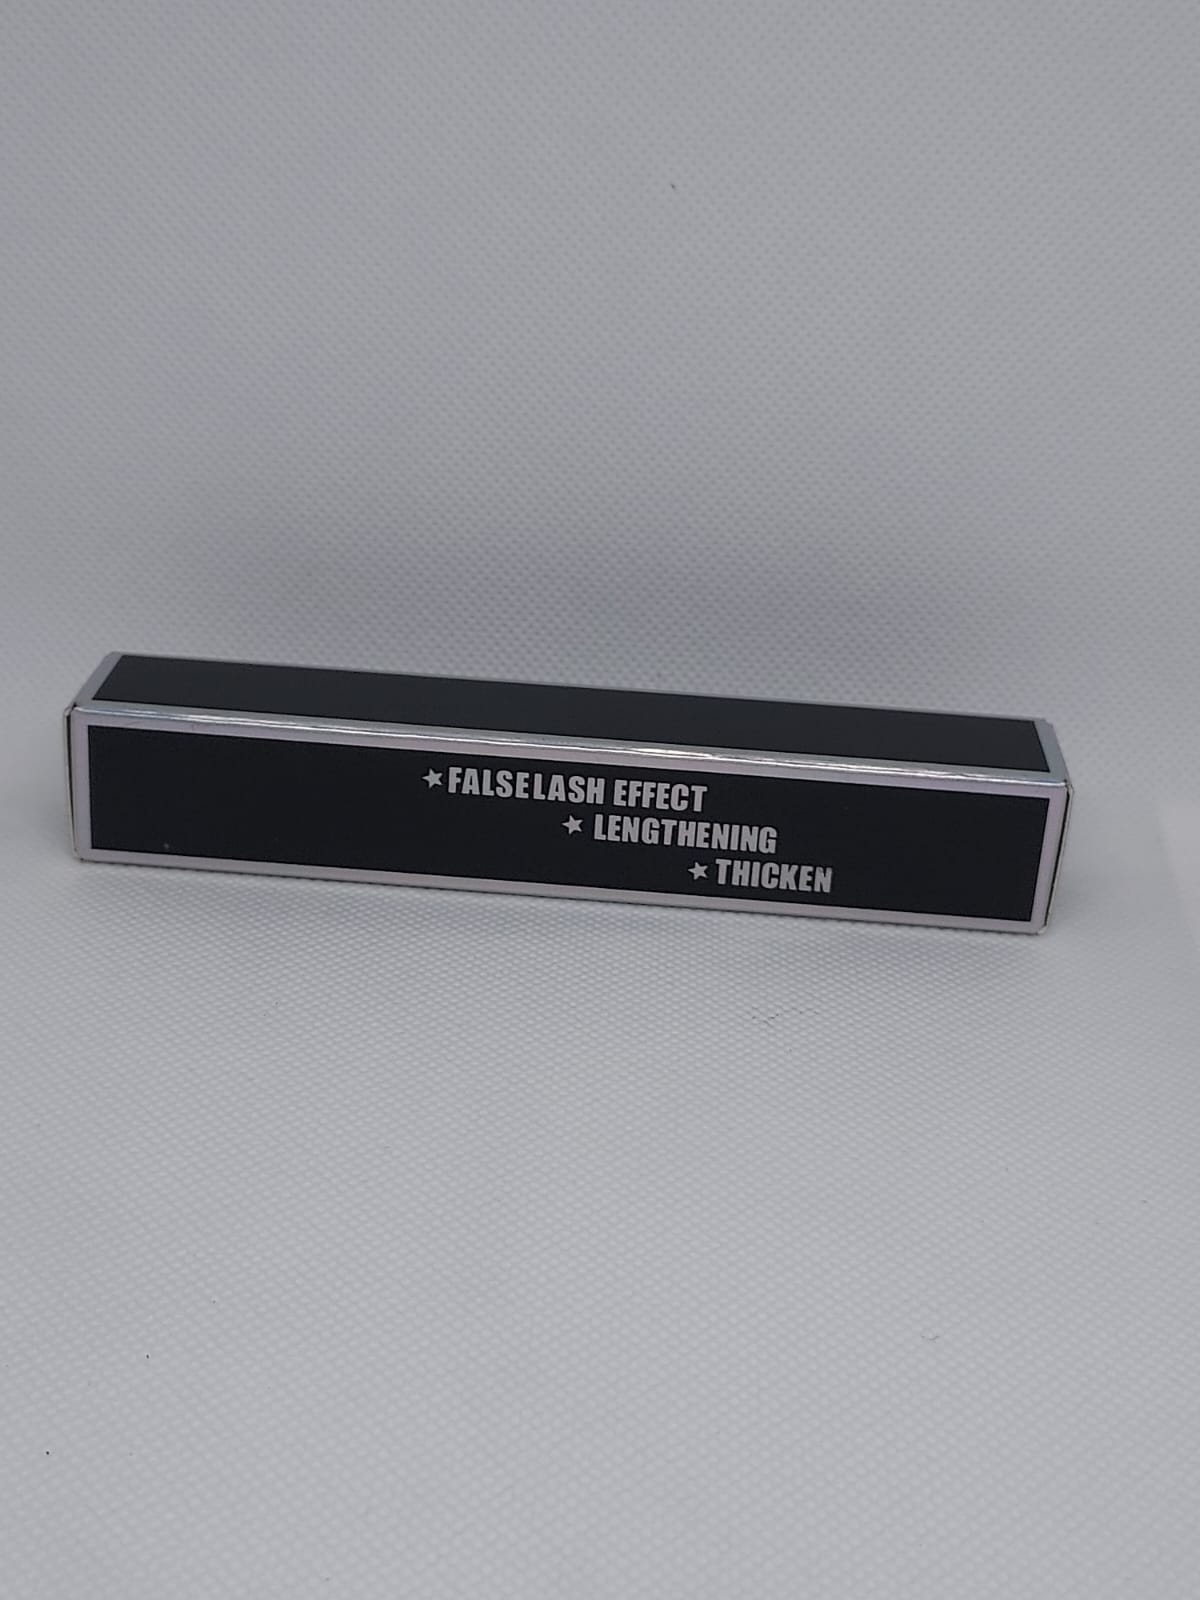 ★FALSELASH EFFECT
★ LENGTHENING
★ THICKEN